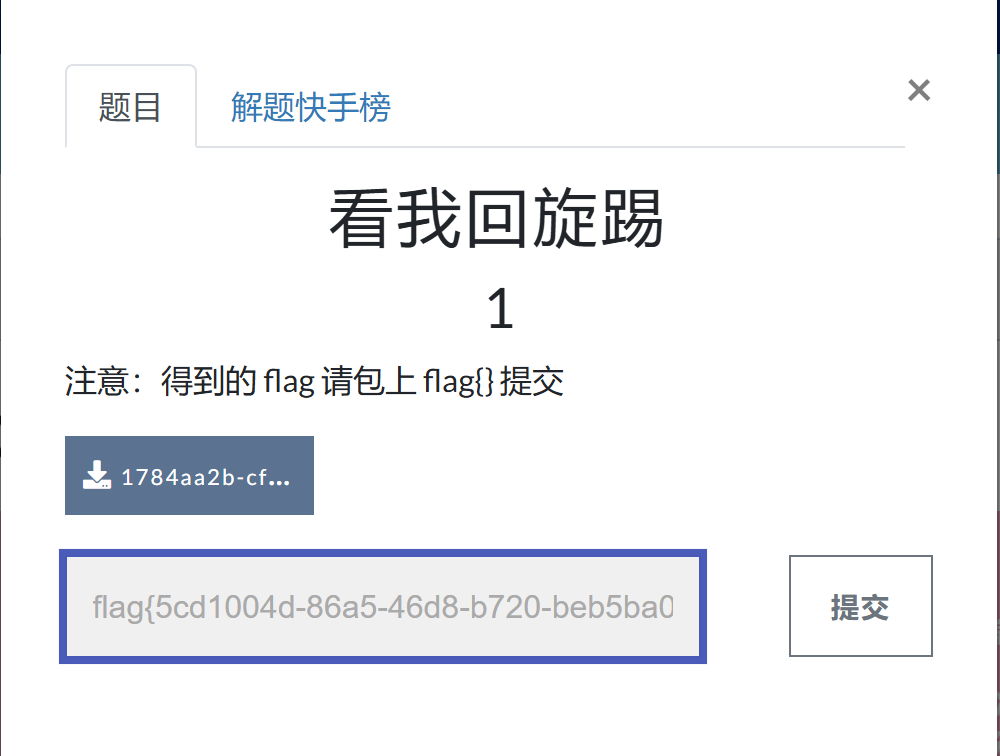 题目
解题快手榜
×
看我回旋踢
1
注意：得到的 flag 请包上 flag{} 提交
1784aa2b-cf...
flag{5cd1004d-86a5-46d8-b720-beb5ba0
提交